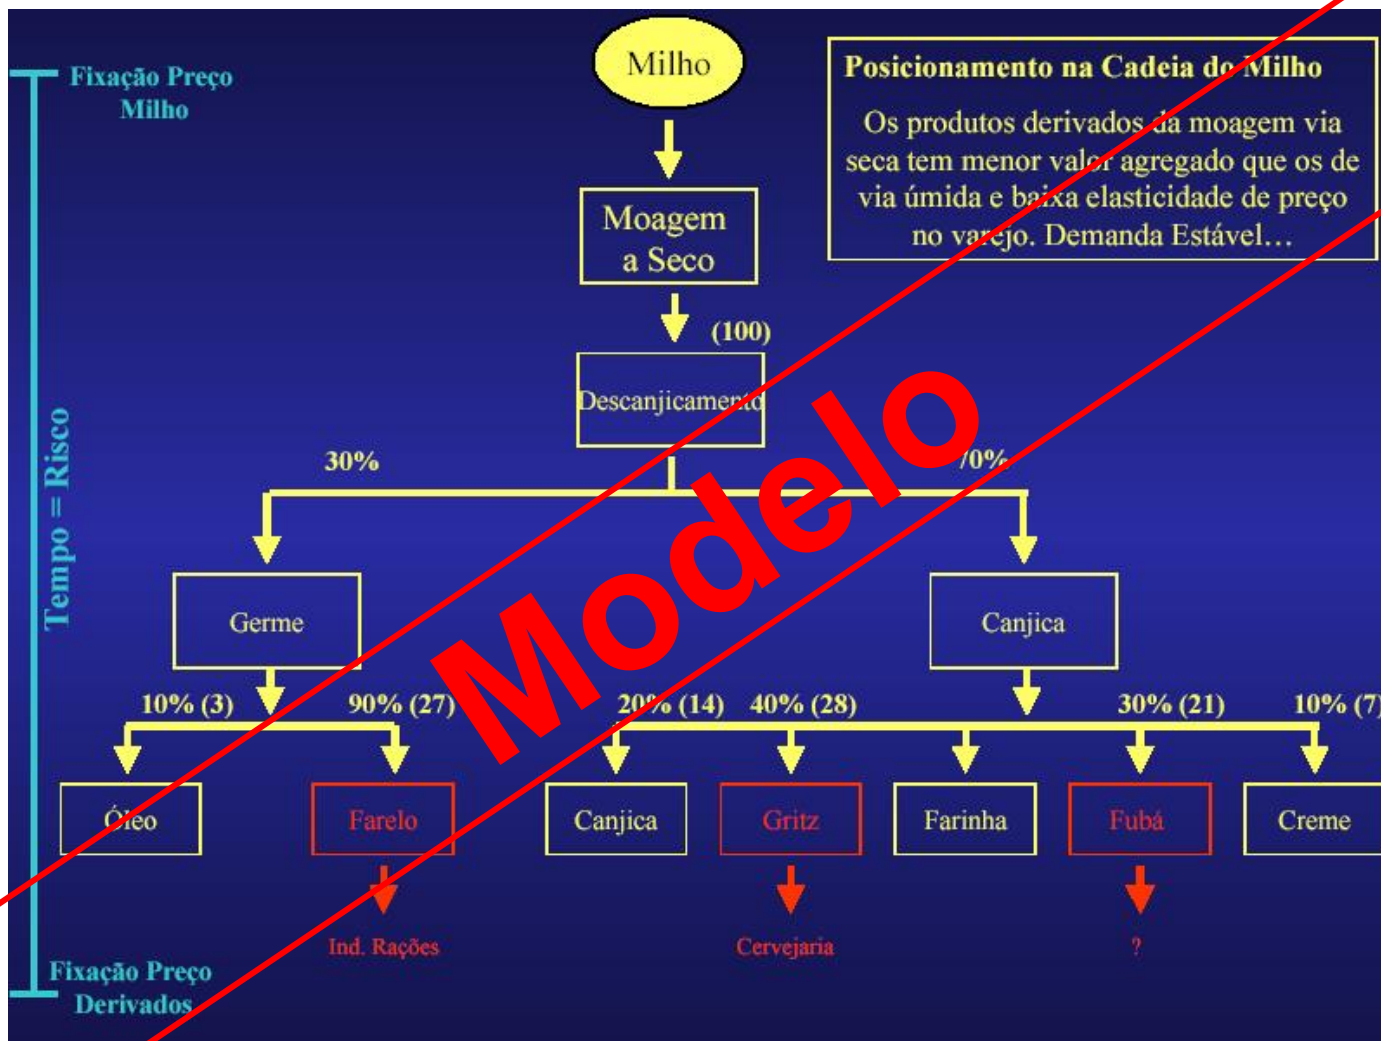 Milho
Fixação Preço
Milho
Posicionamento na Cadeia do Milho
Os produtos derivados da moagem via
seca tem menor valor agregado que os de
via úmida e baixa elasticidade de preço
no varejo. Demanda Estável…
Moagem
a Seco
(100)
Descanjicamento
Tempo = Risco
30%
70%
Modelo
Germe
Canjica
10% (3)
90% (27)
20% (14)
40% (28)
30% (21)
10% (7)
Óleo
Farelo
Canjica
Gritz
Farinha
Fubá
Creme
Ind. Rações
Cervejaria
?
Fixação Preço
Derivados